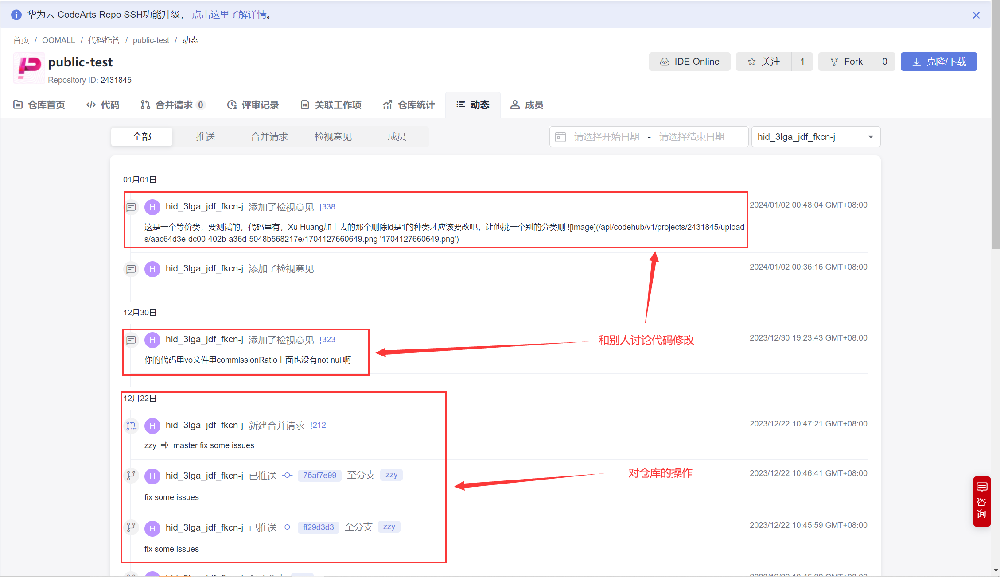 华为云 CodeArts Repo SSH功能升级， 点击这里了解详情。
首页 / OOMALL / 代码托管 / public-test / 动态
public-test
Repository ID: 2431845
IDE Online
关注 1
Fork 0
克隆/下载
仓库首页 代码 合并请求 0 评审记录 关联工作项 仓库统计 动态 成员
全部 推送 合并请求 检视意见 成员
请选择开始日期 - 请选择结束日期
hid_3lga_jdf_fkcn-j
01月01日
H hid_3lga_jdf_fkcn-j 添加了检视意见 !338
2024/01/02 00:48:04 GMT+08:00
这是一个等价类，要测试的，代码里有，Xu Huang加上去的那个删除id是1的种类才应该要改吧，让他挑一个别的分类删 ![image](/api/codehub/v1/projects/2431845/upload
s/aac64d3e-dc00-402b-a36d-5048b568217e/1704127660649.png '1704127660649.png')
H hid_3lga_jdf_fkcn-j 添加了检视意见
2024/01/02 00:36:16 GMT+08:00
12月30日
H hid_3lga_jdf_fkcn-j 添加了检视意见 !323
和别人讨论代码修改
2023/12/30 19:23:43 GMT+08:00
你的代码里vo文件里commissionRatio上面也没有not null啊
12月22日
H hid_3lga_jdf_fkcn-j 新建合并请求 !212
2023/12/22 10:47:21 GMT+08:00
zzy ⇨ master fix some issues
H hid_3lga_jdf_fkcn-j 已推送 75af7e99 至分支 zzy
对仓库的操作
2023/12/22 10:46:41 GMT+08:00
fix some issues
H hid_3lga_jdf_fkcn-j 已推送 ff29d3d3 至分支 zzy
2023/12/22 10:45:59 GMT+08:00
fix some issues
咨
询